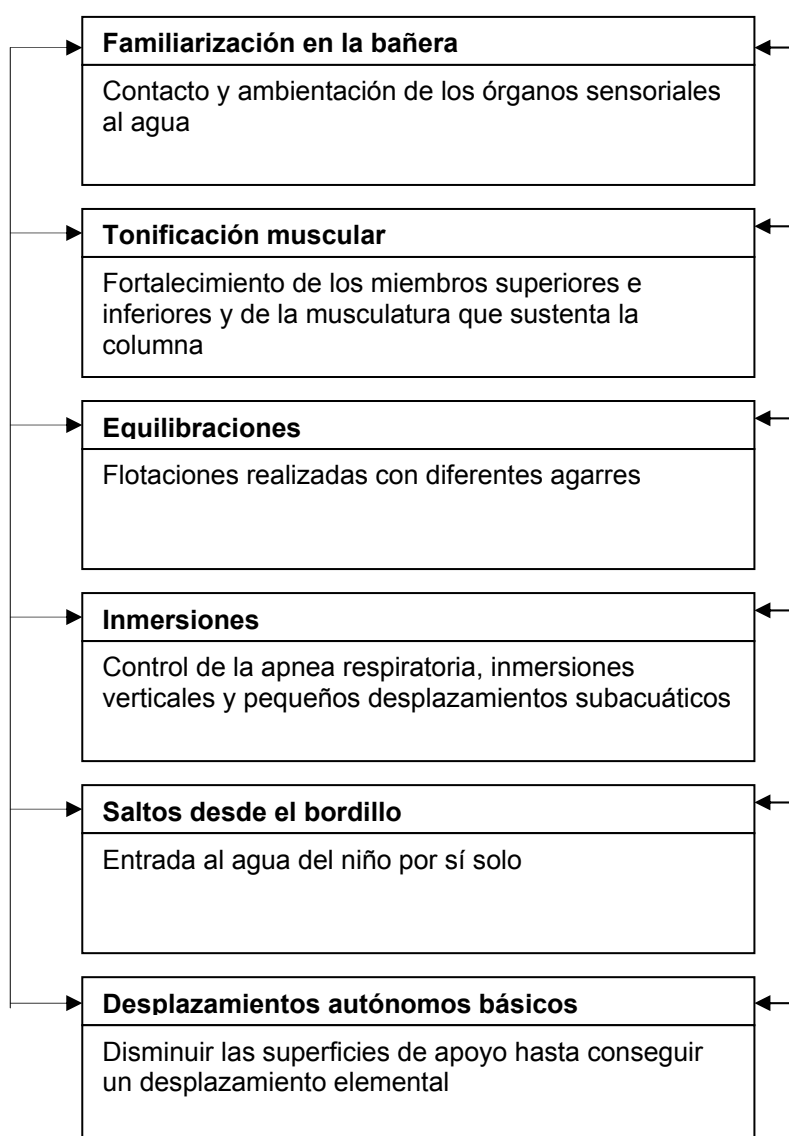 Familiarización en la bañera
Contacto y ambientación de los órganos sensoriales
al agua
Tonificación muscular
Fortalecimiento de los miembros superiores e
inferiores y de la musculatura que sustenta la
columna
Equilibraciones
Flotaciones realizadas con diferentes agarres
Inmersiones
Control de la apnea respiratoria, inmersiones
verticales y pequeños desplazamientos subacuáticos
Saltos desde el bordillo
Entrada al agua del niño por sí solo
Desplazamientos autónomos básicos
Disminuir las superficies de apoyo hasta conseguir
un desplazamiento elemental